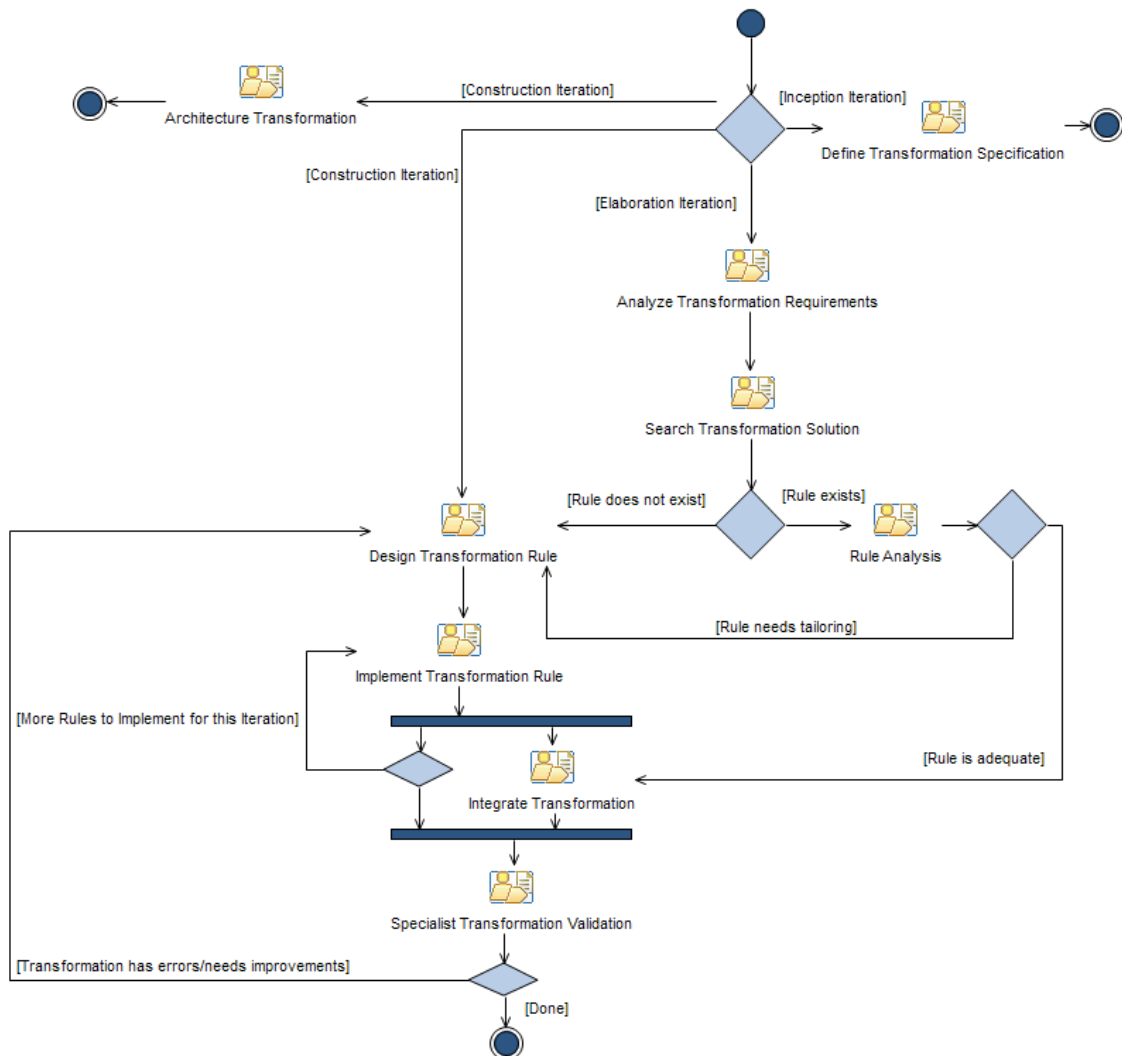 [Construction Iteration]
[Inception Iteration]
Architecture Transformation
Define Transformation Specification
[Construction Iteration]
[Elaboration Iteration]
Analyze Transformation Requirements
Search Transformation Solution
[Rule does not exist]
[Rule exists]
Design Transformation Rule
Rule Analysis
[Rule needs tailoring]
Implement Transformation Rule
[More Rules to Implement for this Iteration]
[Rule is adequate]
Integrate Transformation
Specialist Transformation Validation
[Transformation has errors/needs improvements]
[Done]